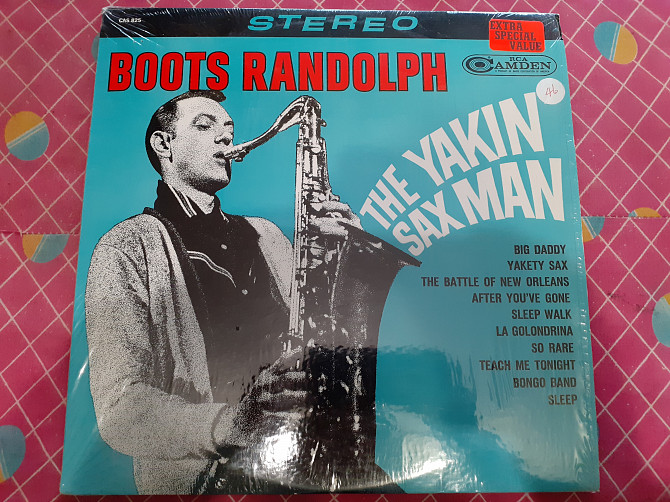 CAS 825
STEREO
EXTRA
SPECIAL
VALUE
BOOTS RANDOLPH
RCA
CAMDEN
46
THE YAKIN'
SAX MAN
BIG DADDY
YAKETY SAX
THE BATTLE OF NEW ORLEANS
AFTER YOU'VE GONE
SLEEP WALK
LA GOLONDRINA
SO RARE
TEACH ME TONIGHT
BONGO BAND
SLEEP